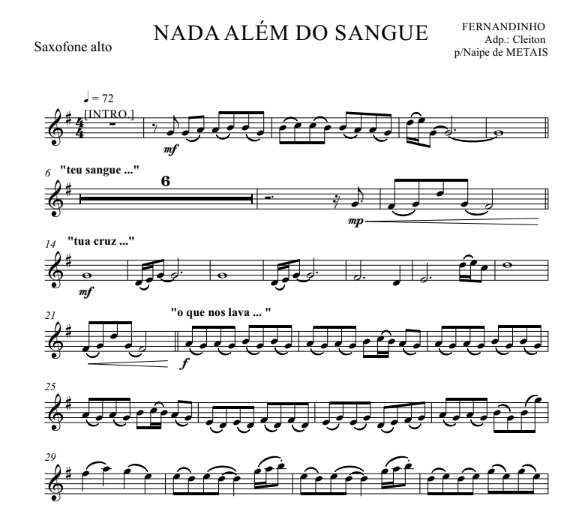 NADA ALÉM DO SANGUE
FERNANDINHO
Adp.: Cleiton
p/Naipe de METAIS
Saxofone alto
♩ = 72
[INTRO.]
4
4
mf
6
"teu sangue ..."
6
mp
14
"tua cruz ..."
mf
21
"o que nos lava ... "
f
25
29